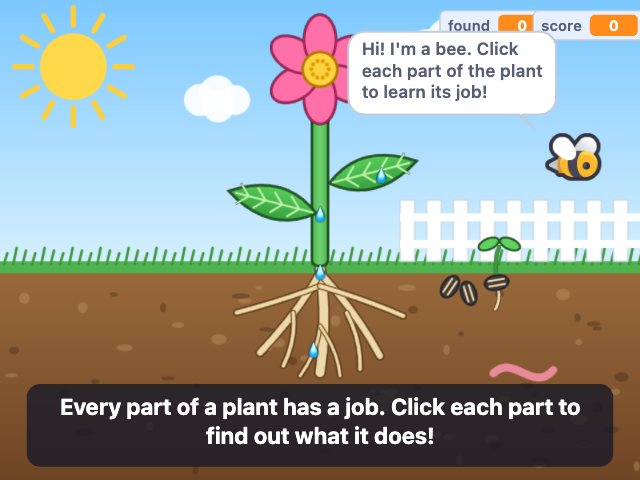 found 0 score 0
Hi! I'm a bee. Click
each part of the plant
to learn its job!
Every part of a plant has a job. Click each part to
find out what it does!